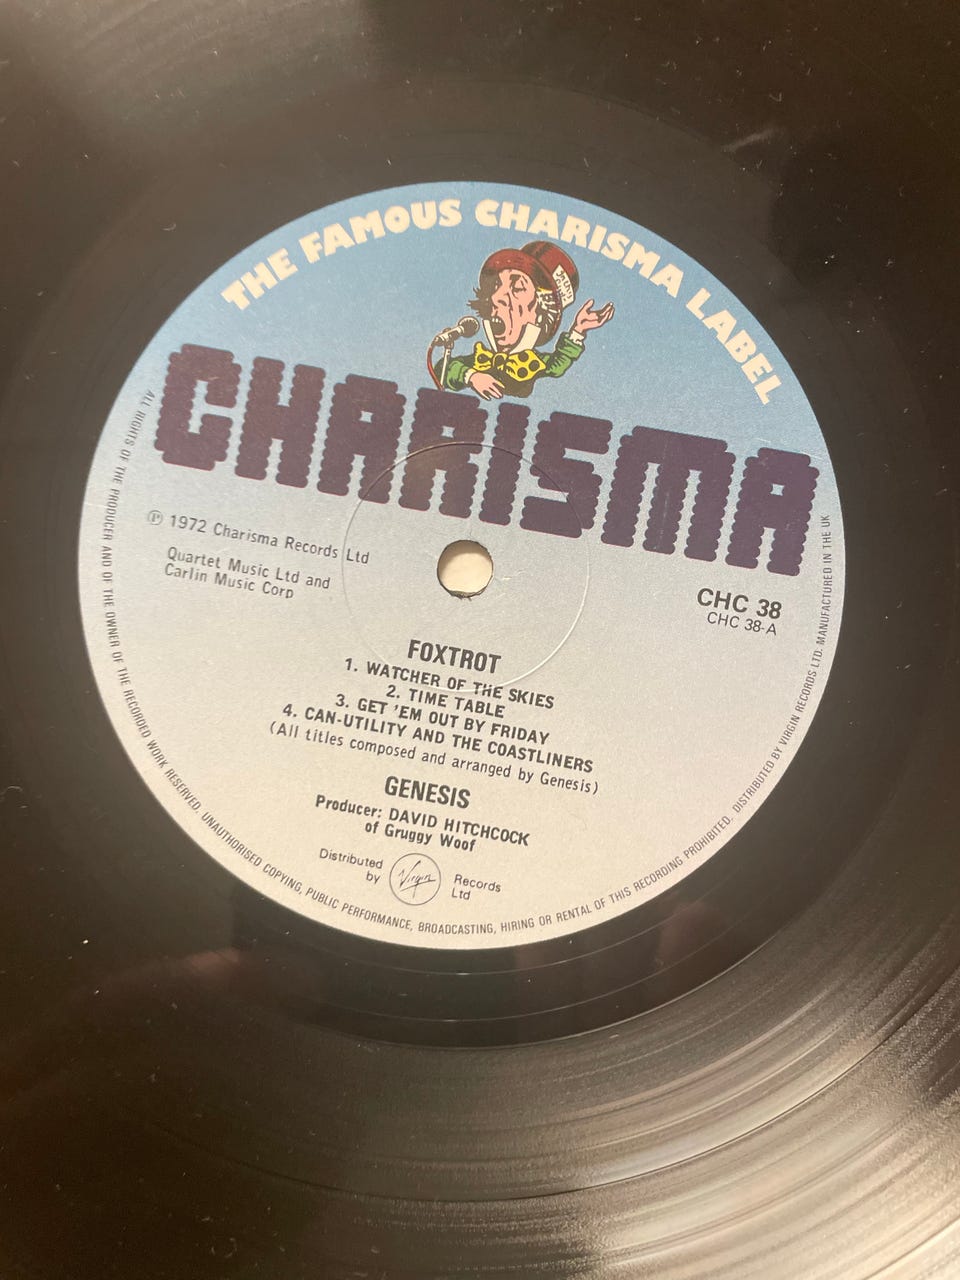 THE FAMOUS CHARISMA LABEL
CHARISMA
℗ 1972 Charisma Records Ltd
Quartet Music Ltd and
Carlin Music Corp
CHC 38
CHC 38-A
FOXTROT
1. WATCHER OF THE SKIES
2. TIME TABLE
3. GET 'EM OUT BY FRIDAY
4. CAN-UTILITY AND THE COASTLINERS
(All titles composed and arranged by Genesis)
GENESIS
Producer: DAVID HITCHCOCK
of Gruggy Woof
Distributed by Virgin Records Ltd
ALL RIGHTS OF THE PRODUCER AND OF THE OWNER OF THE RECORDED WORK RESERVED. UNAUTHORISED COPYING, PUBLIC PERFORMANCE, BROADCASTING, HIRING OR RENTAL OF THIS RECORDING PROHIBITED. DISTRIBUTED BY VIRGIN RECORDS LTD. MANUFACTURED IN THE UK